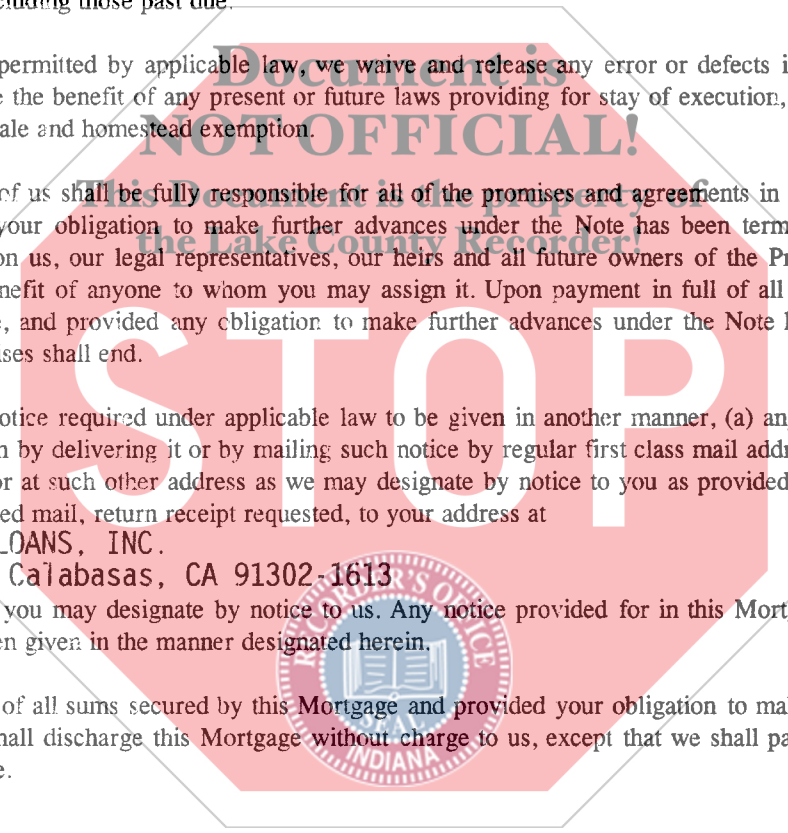 cluding those past due.
permitted by applicable law, we waive and release any error or defects i
e the benefit of any present or future laws providing for stay of execution,
ale and homestead exemption.
of us shall be fully responsible for all of the promises and agreements in
your obligation to make further advances under the Note has been term
on us, our legal representatives, our heirs and all future owners of the Pr
nefit of anyone to whom you may assign it. Upon payment in full of all
e, and provided any obligation to make further advances under the Note h
ises shall end.
otice required under applicable law to be given in another manner, (a) an
n by delivering it or by mailing such notice by regular first class mail addr
or at such other address as we may designate by notice to you as provided
ed mail, return receipt requested, to your address at
LOANS, INC.
Calabasas, CA 91302-1613
you may designate by notice to us. Any notice provided for in this Mort
en given in the manner designated herein.
of all sums secured by this Mortgage and provided your obligation to ma
hall discharge this Mortgage without charge to us, except that we shall pa
e.
Document is
NOT OFFICIAL!
This Document is the property of
the Lake County Recorder!
STOP
RECORDER'S OFFICE
SEAL
INDIANA